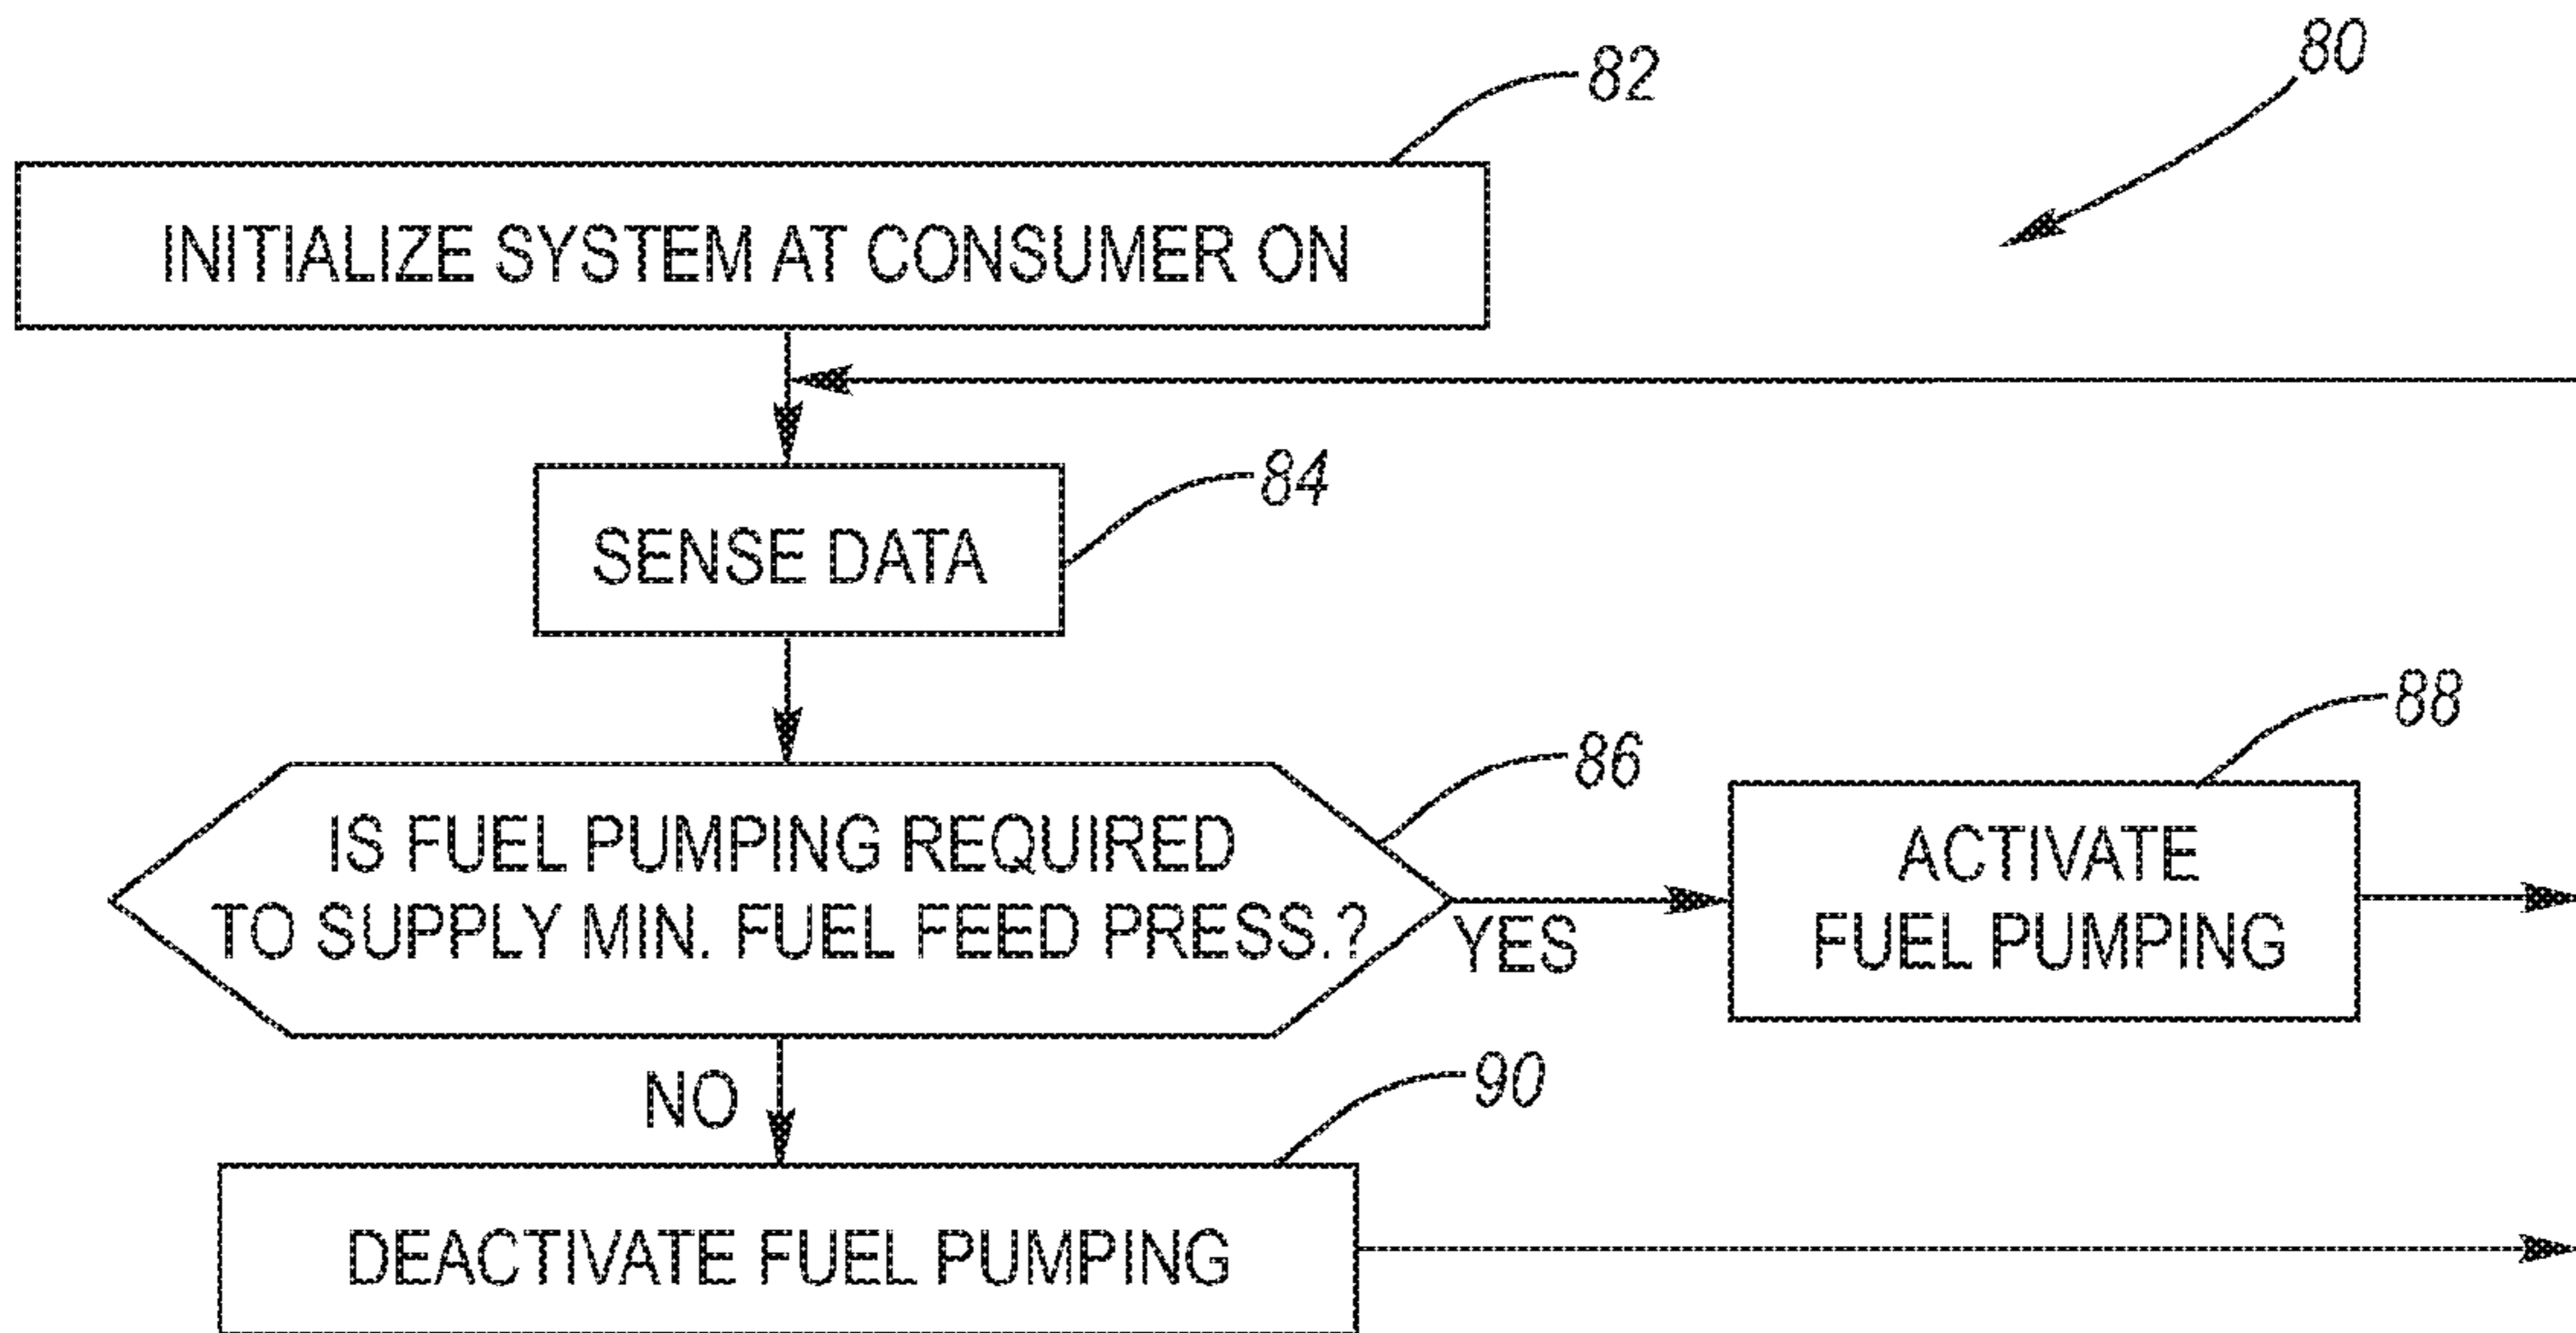 80
82
INITIALIZE SYSTEM AT CONSUMER ON
84
SENSE DATA
86
88
IS FUEL PUMPING REQUIRED
TO SUPPLY MIN. FUEL FEED PRESS.?
YES
ACTIVATE
FUEL PUMPING
NO
90
DEACTIVATE FUEL PUMPING